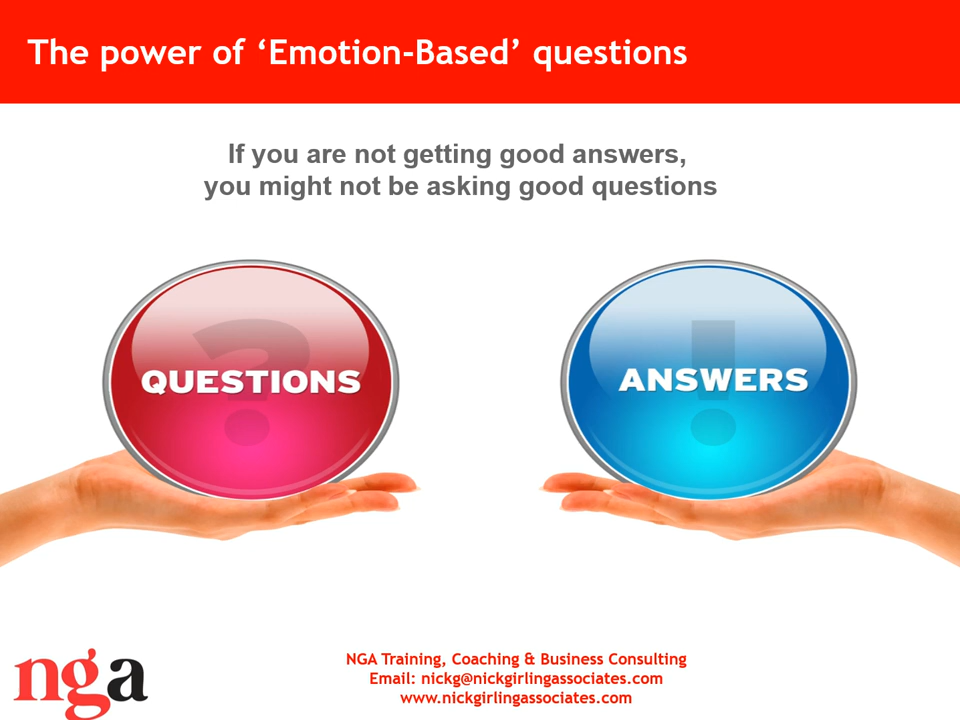 The power of ‘Emotion-Based’ questions
If you are not getting good answers,
you might not be asking good questions
?
!
QUESTIONS
ANSWERS
nga
NGA Training, Coaching & Business Consulting
Email: nickg@nickgirlingassociates.com
www.nickgirlingassociates.com